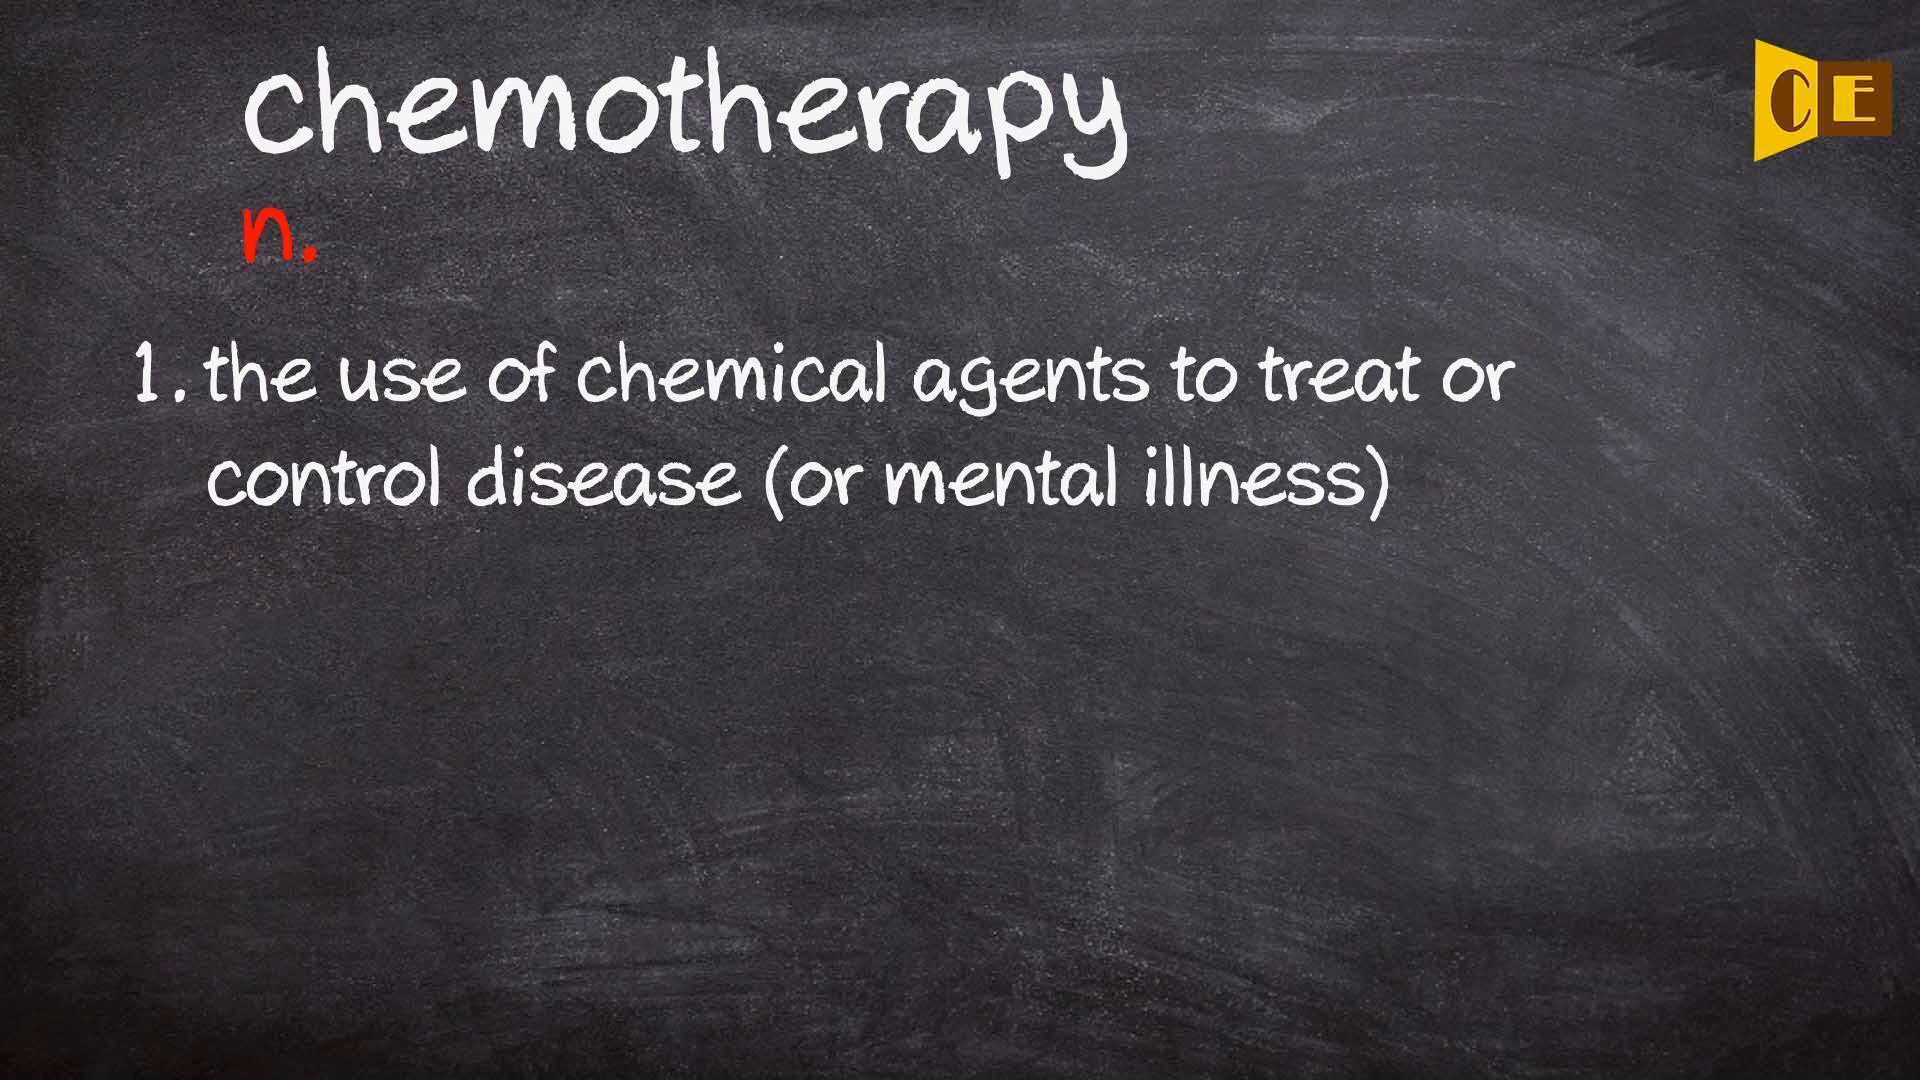 chemotherapy
n.
1. the use of chemical agents to treat or
control disease (or mental illness)
CE